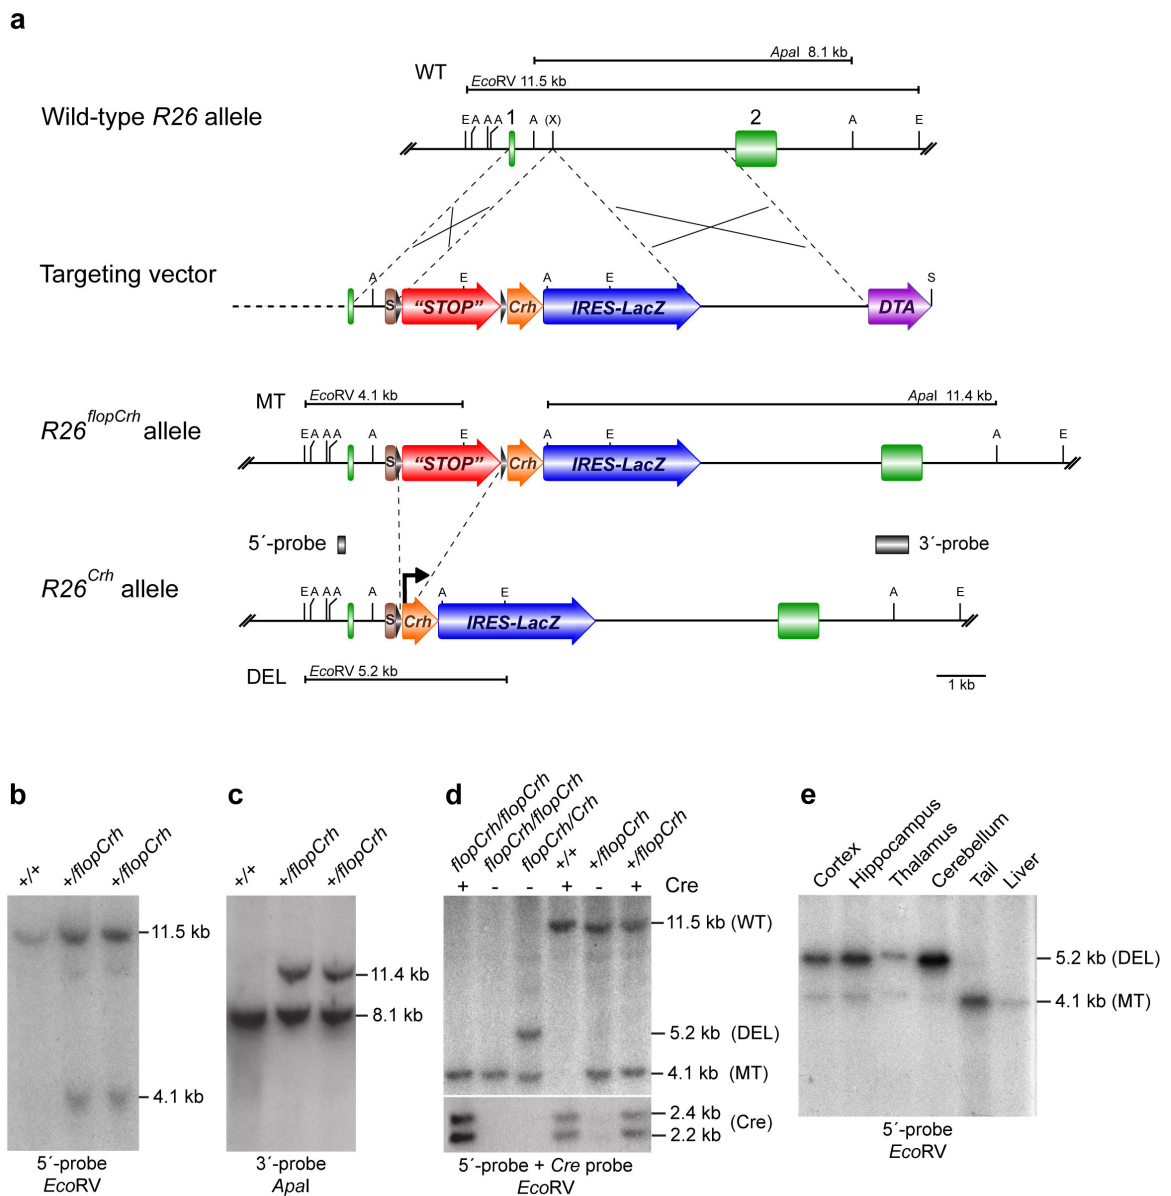 a
ApaI 8.1 kb
WT
EcoRV 11.5 kb
Wild-type R26 allele
E A A A 1 A (X) 2 A E
Targeting vector
A E A E S
S "STOP" Crh IRES-LacZ DTA
MT
EcoRV 4.1 kb
ApaI 11.4 kb
R26flopCrh allele
E A A A A E A E A E
S "STOP" Crh IRES-LacZ
5´-probe
3´-probe
R26Crh allele
E A A A A A E A E
S Crh IRES-LacZ
DEL
EcoRV 5.2 kb
1 kb
b
+/+
+/flopCrh
+/flopCrh
11.5 kb
4.1 kb
5´-probe
EcoRV
c
+/+
+/flopCrh
+/flopCrh
11.4 kb
8.1 kb
3´-probe
ApaI
d
flopCrh/flopCrh
flopCrh/flopCrh
flopCrh/Crh
+/+
+/flopCrh
+/flopCrh
+ - - + - + Cre
11.5 kb (WT)
5.2 kb (DEL)
4.1 kb (MT)
2.4 kb
(Cre)
2.2 kb
5´-probe + Cre probe
EcoRV
e
Cortex
Hippocampus
Thalamus
Cerebellum
Tail
Liver
5.2 kb (DEL)
4.1 kb (MT)
5´-probe
EcoRV